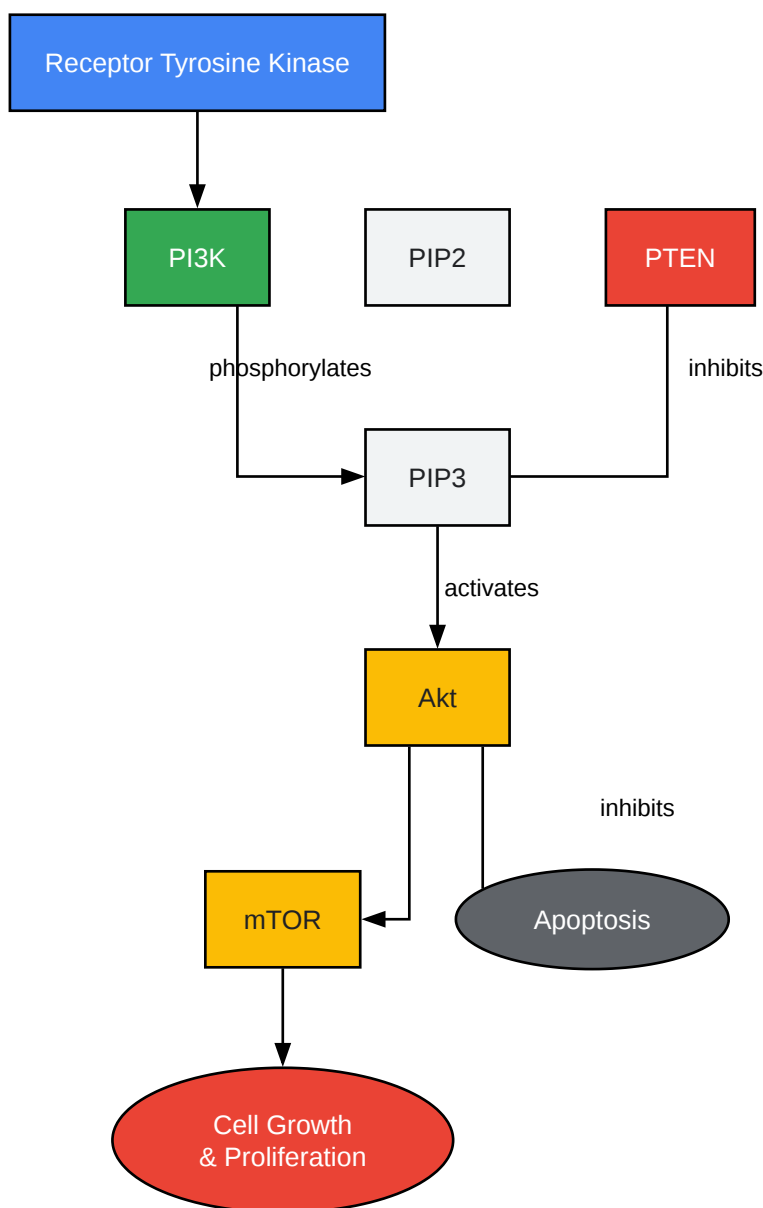 Receptor Tyrosine Kinase
PI3K
PIP2
PTEN
phosphorylates
inhibits
PIP3
activates
Akt
inhibits
mTOR
Apoptosis
Cell Growth
& Proliferation